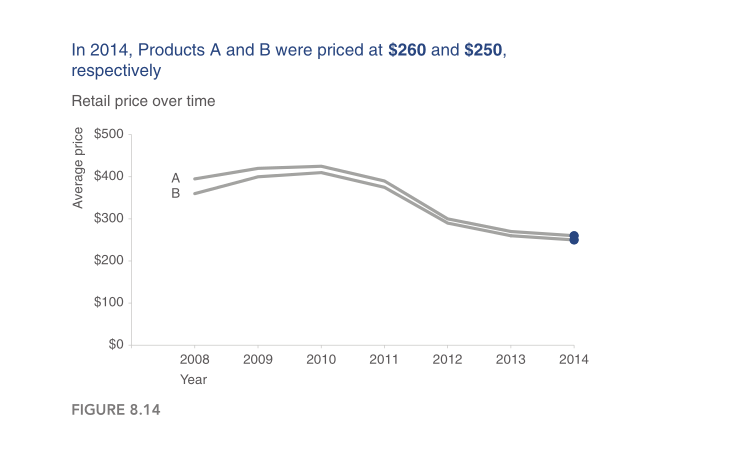 In 2014, Products A and B were priced at $260 and $250,
respectively
Retail price over time
Average price
$500
$400
$300
$200
$100
$0
A
B
2008 2009 2010 2011 2012 2013 2014
Year
FIGURE 8.14